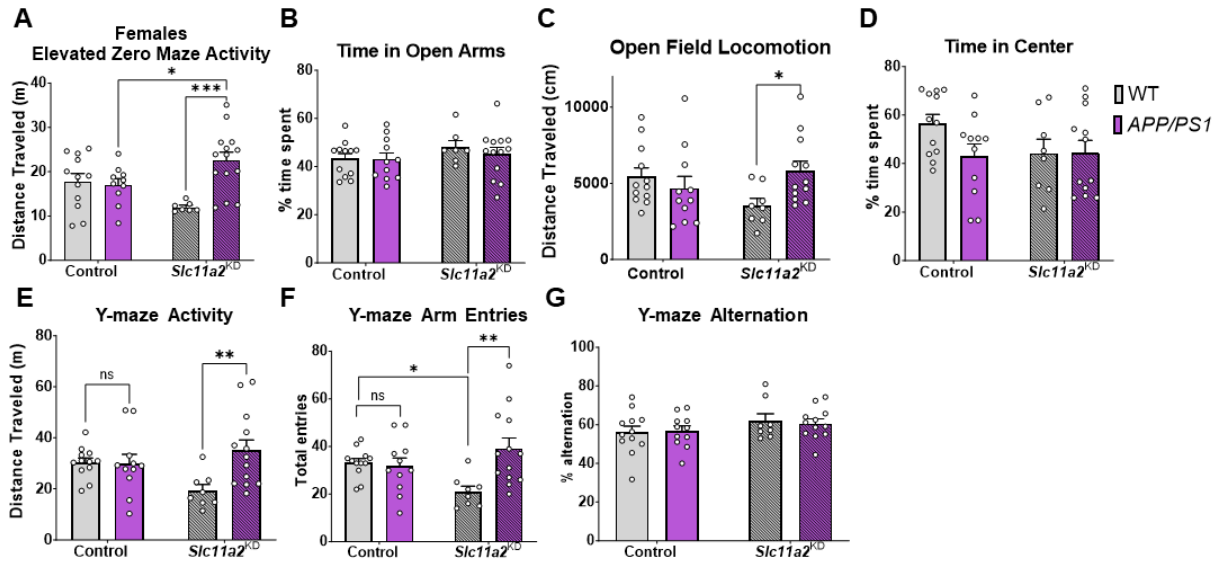 A
Females
Elevated Zero Maze Activity
Distance Traveled (m)
40
30
20
10
0
*
***
Control
Slc11a2KD
B
Time in Open Arms
% time spent
80
60
40
20
0
Control
Slc11a2KD
C
Open Field Locomotion
Distance Traveled (cm)
10000
5000
0
*
Control
Slc11a2KD
D
Time in Center
% time spent
80
60
40
20
0
Control
Slc11a2KD
WT
APP/PS1
E
Y-maze Activity
Distance Traveled (m)
80
60
40
20
0
ns
**
Control
Slc11a2KD
F
Y-maze Arm Entries
Total entries
80
60
40
20
0
*
ns
**
Control
Slc11a2KD
G
Y-maze Alternation
% alternation
100
80
60
40
20
0
Control
Slc11a2KD